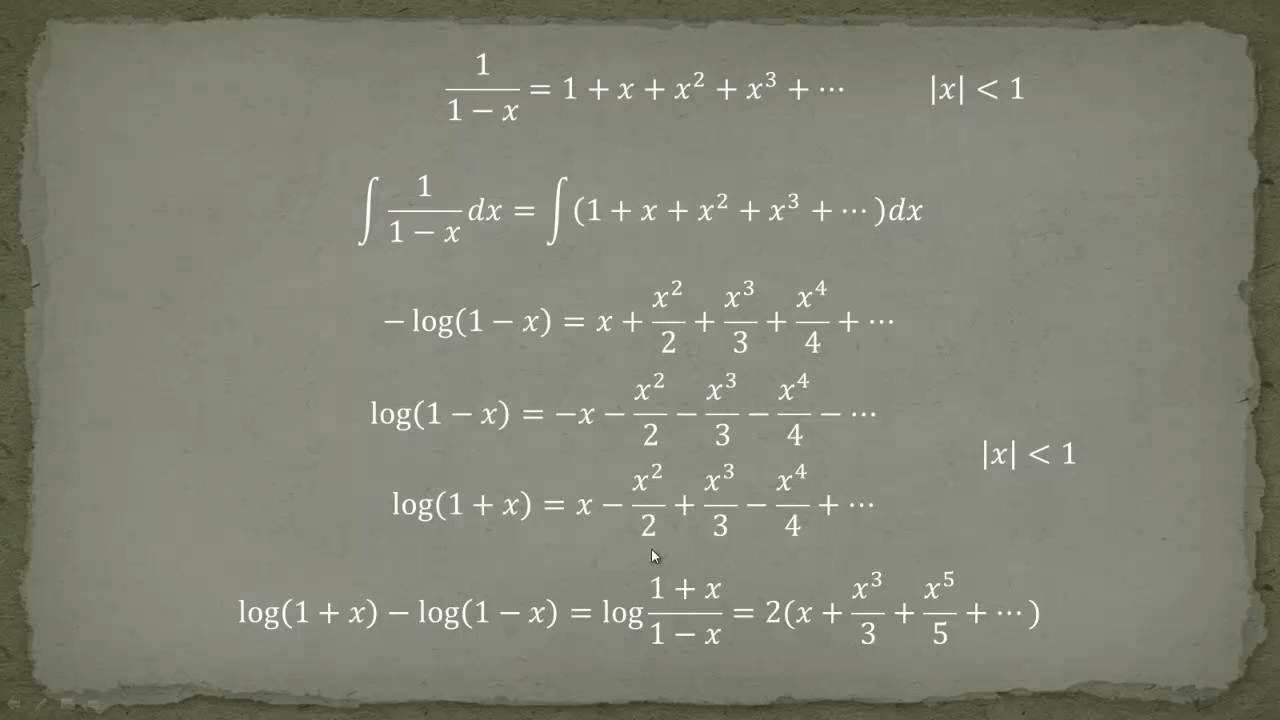 1/(1 − x) = 1 + x + x² + x³ + ⋯   |x| < 1
∫ 1/(1 − x) dx = ∫(1 + x + x² + x³ + ⋯ )dx
− log(1 − x) = x + x²/2 + x³/3 + x⁴/4 + ⋯
log(1 − x) = −x − x²/2 − x³/3 − x⁴/4 − ⋯
|x| < 1
log(1 + x) = x − x²/2 + x³/3 − x⁴/4 + ⋯
log(1 + x) − log(1 − x) = log (1 + x)/(1 − x) = 2(x + x³/3 + x⁵/5 + ⋯ )